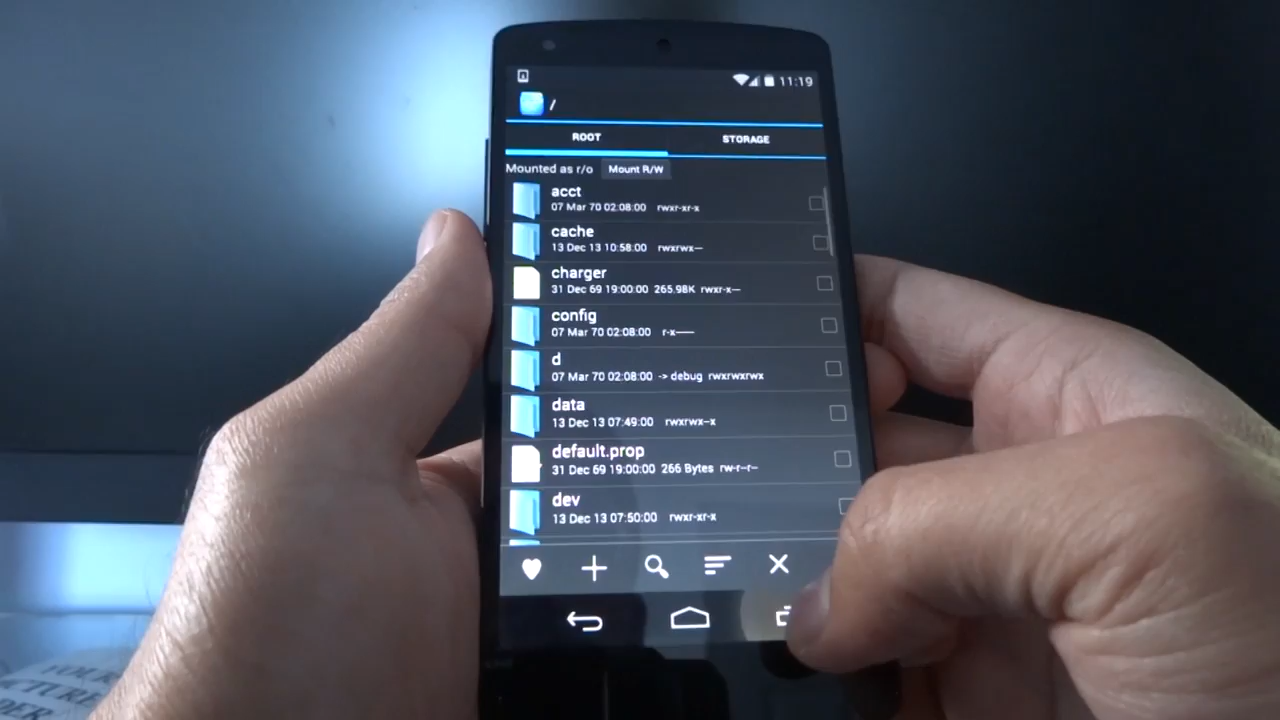 11:19
/
ROOT STORAGE
Mounted as r/o Mount R/W
acct
07 Mar 70 02:08:00 rwxr-xr-x
cache
13 Dec 13 10:58:00 rwxrwx—
charger
31 Dec 69 19:00:00 265.98K rwxr-x—
config
07 Mar 70 02:08:00 r-x——
d
07 Mar 70 02:08:00 -> debug rwxrwxrwx
data
13 Dec 13 07:49:00 rwxrwx-x
default.prop
31 Dec 69 19:00:00 266 Bytes rw-r-r-
dev
13 Dec 13 07:50:00 rwxr-xr-x